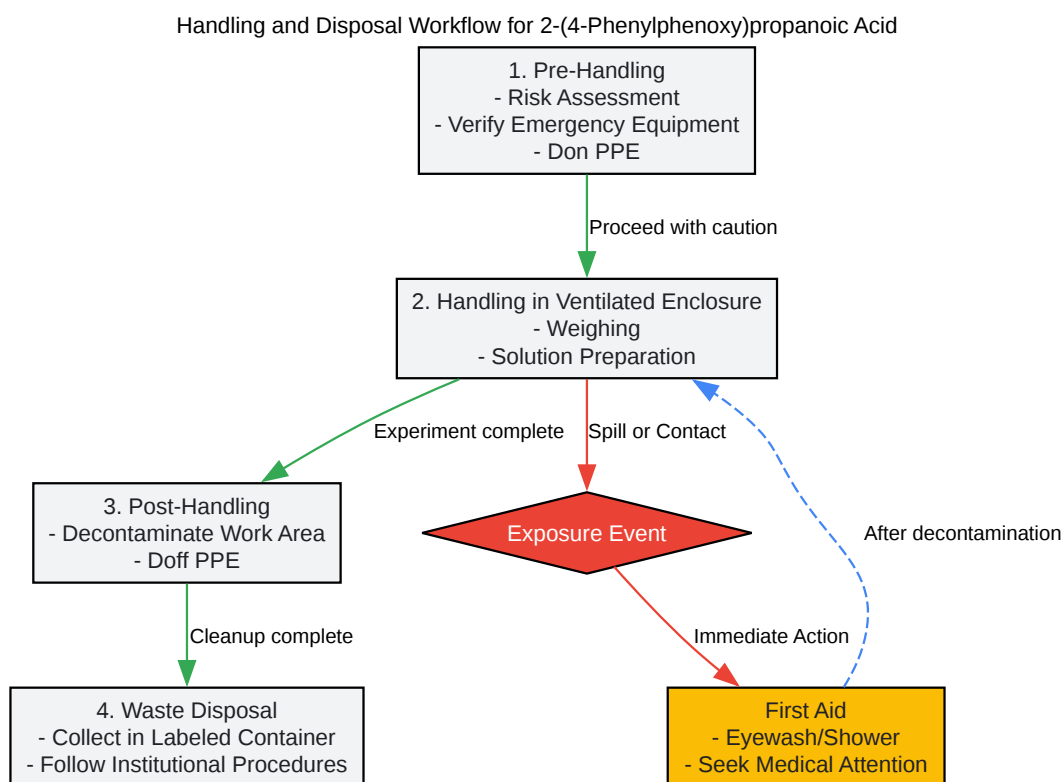 Handling and Disposal Workflow for 2-(4-Phenylphenoxy)propanoic Acid
1. Pre-Handling
- Risk Assessment
- Verify Emergency Equipment
- Don PPE
Proceed with caution
2. Handling in Ventilated Enclosure
- Weighing
- Solution Preparation
Experiment complete
Spill or Contact
3. Post-Handling
- Decontaminate Work Area
- Doff PPE
Exposure Event
After decontamination
Cleanup complete
Immediate Action
4. Waste Disposal
- Collect in Labeled Container
- Follow Institutional Procedures
First Aid
- Eyewash/Shower
- Seek Medical Attention